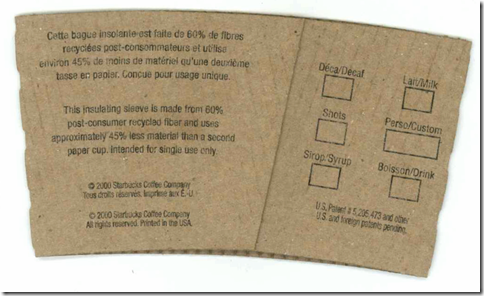 Cette bague insolante est faite de 60% de fibres
recyclées post-consommateurs et utilise
environ 45% de moins de matériel qu'une deuxième
tasse en papier. Concue pour usage unique.
This insulating sleeve is made from 60%
post-consumer recycled fiber and uses
approximately 45% less material than a second
paper cup. Intended for single use only.
© 2000 Starbucks Coffee Company
Tous droits réservés. Imprimé aux É.-U.
© 2000 Starbucks Coffee Company
All rights reserved. Printed in the USA.
Déca/Décaf
Lait/Milk
Shots
Perso/Custom
Sirop/Syrup
Boisson/Drink
U.S. Patent # 5,205,473 and other
U.S. and foreign patents pending.